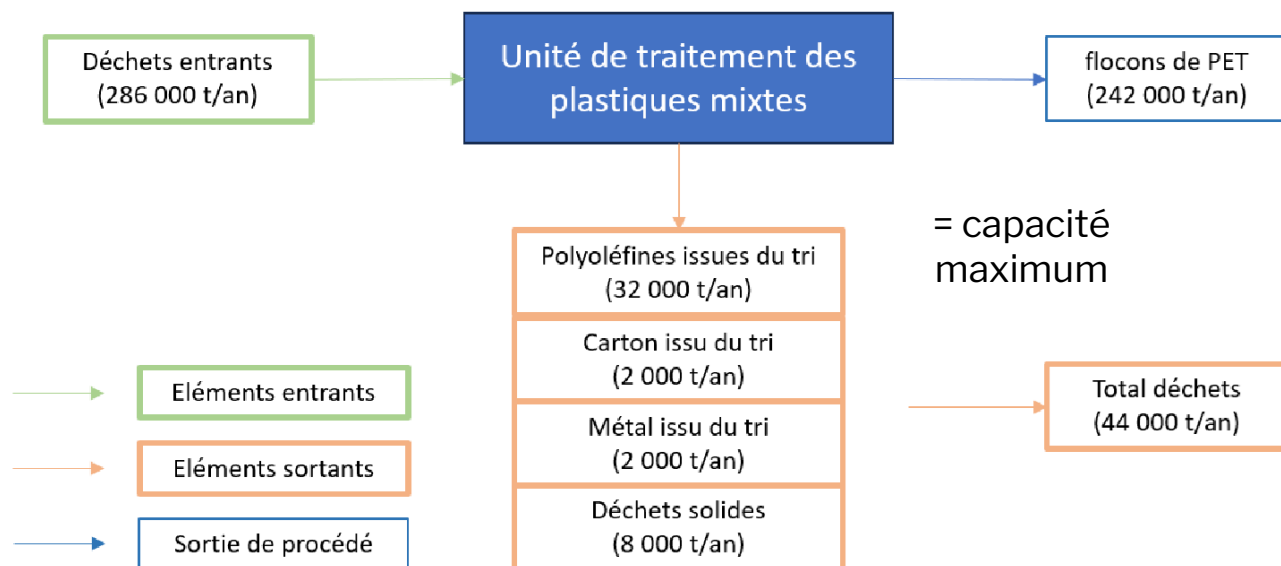 Déchets entrants
(286 000 t/an)
Unité de traitement des
plastiques mixtes
flocons de PET
(242 000 t/an)
= capacité
maximum
Polyoléfines issues du tri
(32 000 t/an)
Carton issu du tri
(2 000 t/an)
Métal issu du tri
(2 000 t/an)
Déchets solides
(8 000 t/an)
Total déchets
(44 000 t/an)
Eléments entrants
Eléments sortants
Sortie de procédé